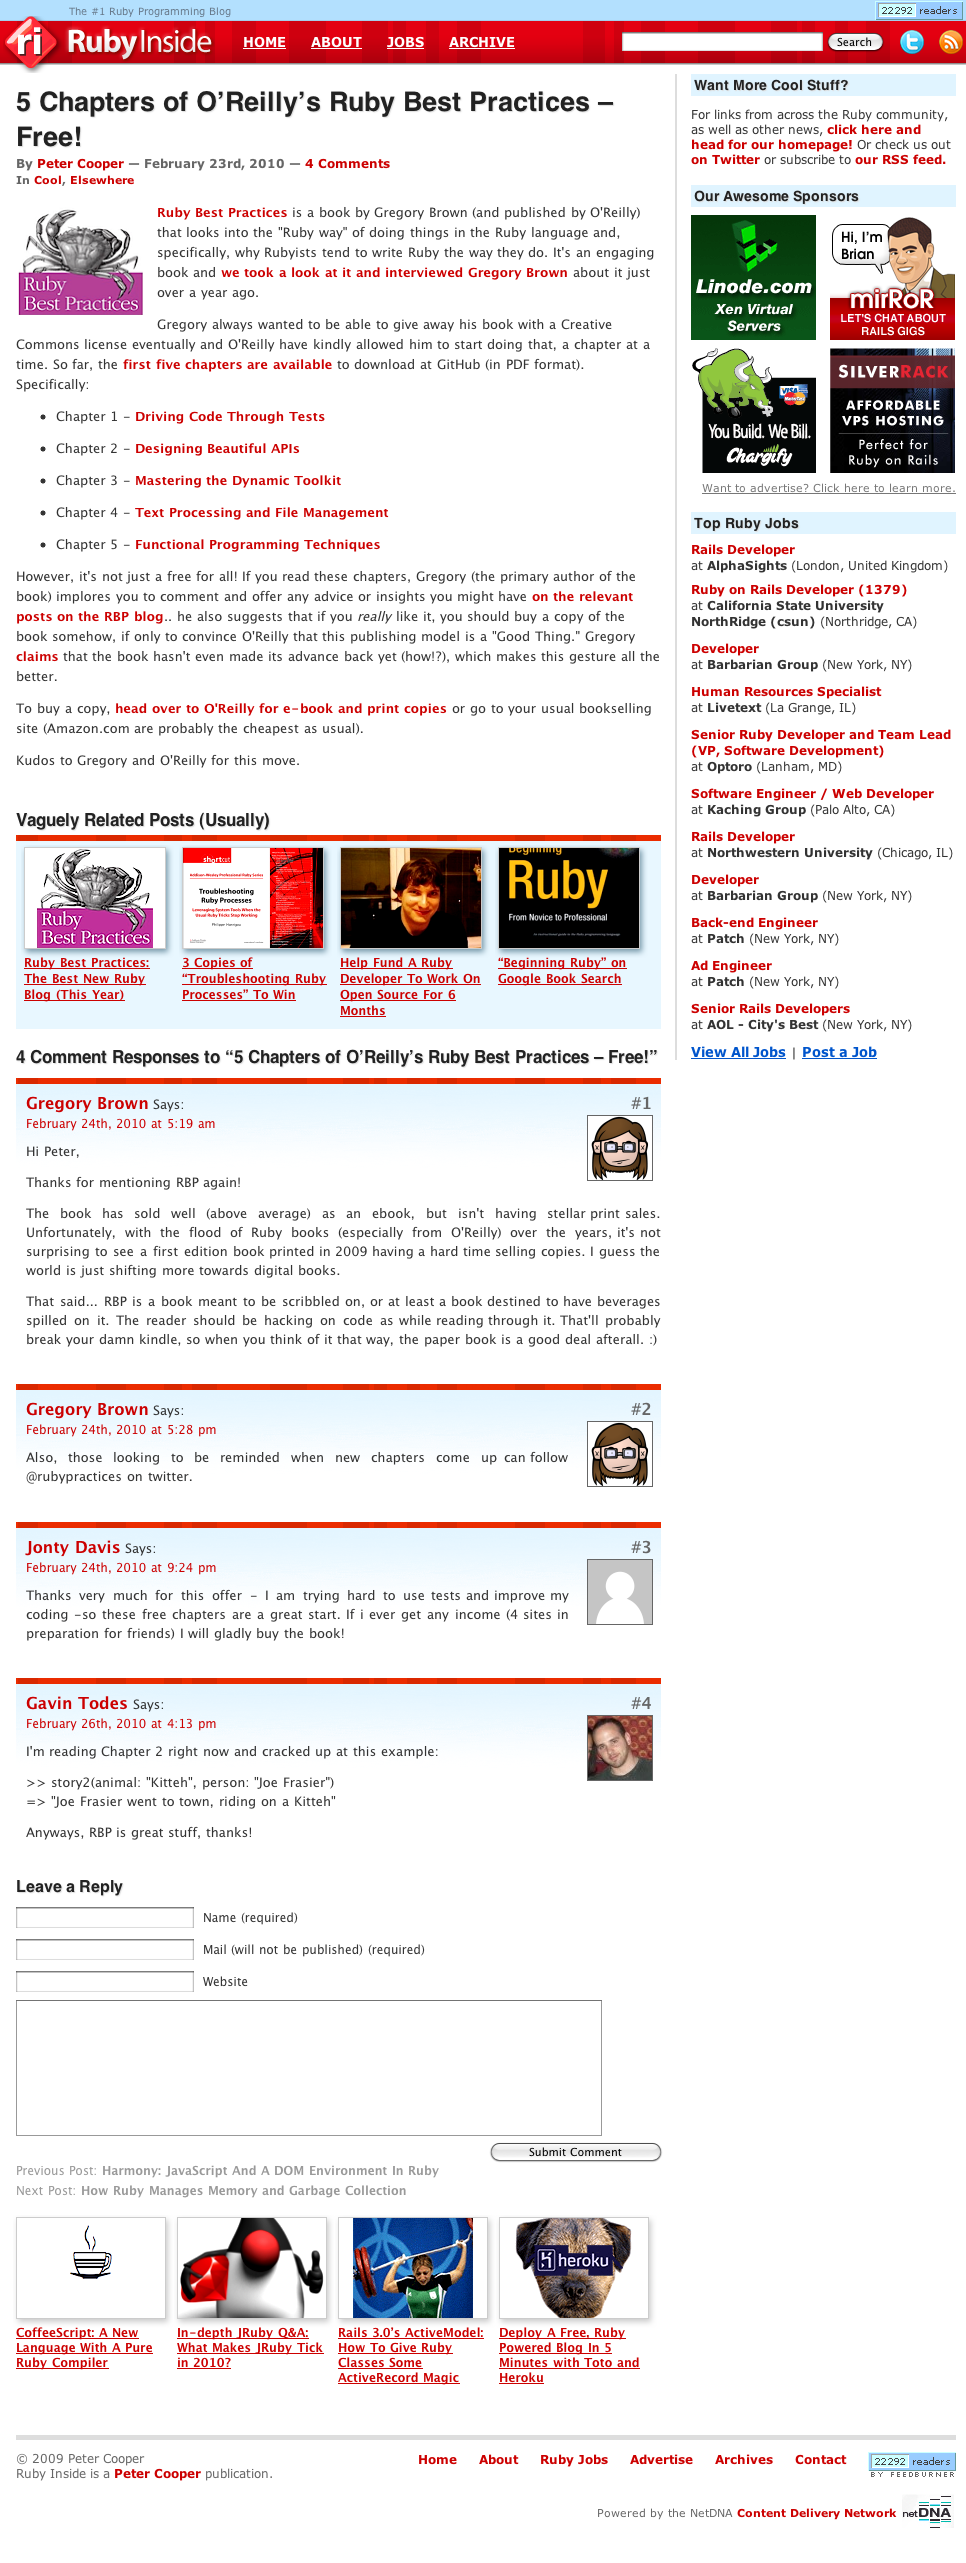 The #1 Ruby Programming Blog
22292 readers
ri RubyInside
HOME ABOUT JOBS ARCHIVE
Search
5 Chapters of O’Reilly’s Ruby Best Practices –
Free!
By Peter Cooper — February 23rd, 2010 — 4 Comments
In Cool, Elsewhere
Ruby
Best Practices
Ruby Best Practices is a book by Gregory Brown (and published by O'Reilly)
that looks into the "Ruby way" of doing things in the Ruby language and,
specifically, why Rubyists tend to write Ruby the way they do. It's an engaging
book and we took a look at it and interviewed Gregory Brown about it just
over a year ago.
Gregory always wanted to be able to give away his book with a Creative
Commons license eventually and O'Reilly have kindly allowed him to start doing that, a chapter at a
time. So far, the first five chapters are available to download at GitHub (in PDF format).
Specifically:
• Chapter 1 - Driving Code Through Tests
• Chapter 2 - Designing Beautiful APIs
• Chapter 3 - Mastering the Dynamic Toolkit
• Chapter 4 - Text Processing and File Management
• Chapter 5 - Functional Programming Techniques
However, it's not just a free for all! If you read these chapters, Gregory (the primary author of the
book) implores you to comment and offer any advice or insights you might have on the relevant
posts on the RBP blog.. he also suggests that if you really like it, you should buy a copy of the
book somehow, if only to convince O'Reilly that this publishing model is a "Good Thing." Gregory
claims that the book hasn't even made its advance back yet (how!?), which makes this gesture all the
better.
To buy a copy, head over to O'Reilly for e-book and print copies or go to your usual bookselling
site (Amazon.com are probably the cheapest as usual).
Kudos to Gregory and O'Reilly for this move.
Vaguely Related Posts (Usually)
Ruby
Best Practices
Ruby Best Practices:
The Best New Ruby
Blog (This Year)
shortcut
Addison-Wesley Professional Ruby Series
Troubleshooting
Ruby Processes
Leveraging System Tools When the
Usual Ruby Tricks Stop Working
3 Copies of
“Troubleshooting Ruby
Processes” To Win
Help Fund A Ruby
Developer To Work On
Open Source For 6
Months
Beginning
Ruby
From Novice to Professional
“Beginning Ruby” on
Google Book Search
4 Comment Responses to “5 Chapters of O’Reilly’s Ruby Best Practices – Free!”
Gregory Brown Says: #1
February 24th, 2010 at 5:19 am
Hi Peter,
Thanks for mentioning RBP again!
The book has sold well (above average) as an ebook, but isn't having stellar print sales.
Unfortunately, with the flood of Ruby books (especially from O'Reilly) over the years, it's not
surprising to see a first edition book printed in 2009 having a hard time selling copies. I guess the
world is just shifting more towards digital books.
That said... RBP is a book meant to be scribbled on, or at least a book destined to have beverages
spilled on it. The reader should be hacking on code as while reading through it. That'll probably
break your damn kindle, so when you think of it that way, the paper book is a good deal afterall. :)
Gregory Brown Says: #2
February 24th, 2010 at 5:28 pm
Also, those looking to be reminded when new chapters come up can follow
@rubypractices on twitter.
Jonty Davis Says: #3
February 24th, 2010 at 9:24 pm
Thanks very much for this offer - I am trying hard to use tests and improve my
coding -so these free chapters are a great start. If i ever get any income (4 sites in
preparation for friends) I will gladly buy the book!
Gavin Todes Says: #4
February 26th, 2010 at 4:13 pm
I'm reading Chapter 2 right now and cracked up at this example:
>> story2(animal: "Kitteh", person: "Joe Frasier")
=> "Joe Frasier went to town, riding on a Kitteh"
Anyways, RBP is great stuff, thanks!
Leave a Reply
Name (required)
Mail (will not be published) (required)
Website
Submit Comment
Previous Post: Harmony: JavaScript And A DOM Environment In Ruby
Next Post: How Ruby Manages Memory and Garbage Collection
CoffeeScript: A New
Language With A Pure
Ruby Compiler
In-depth JRuby Q&A:
What Makes JRuby Tick
in 2010?
Rails 3.0's ActiveModel:
How To Give Ruby
Classes Some
ActiveRecord Magic
heroku
Deploy A Free, Ruby
Powered Blog In 5
Minutes with Toto and
Heroku
Want More Cool Stuff?
For links from across the Ruby community,
as well as other news, click here and
head for our homepage! Or check us out
on Twitter or subscribe to our RSS feed.
Our Awesome Sponsors
Linode.com
Xen Virtual
Servers
Hi, I'm
Brian
mirRoR
LET'S CHAT ABOUT
RAILS GIGS
VISA
You Build. We Bill.
Chargify
SILVERRACK
AFFORDABLE
VPS HOSTING
Perfect for
Ruby on Rails
Want to advertise? Click here to learn more.
Top Ruby Jobs
Rails Developer
at AlphaSights (London, United Kingdom)
Ruby on Rails Developer (1379)
at California State University
NorthRidge (csun) (Northridge, CA)
Developer
at Barbarian Group (New York, NY)
Human Resources Specialist
at Livetext (La Grange, IL)
Senior Ruby Developer and Team Lead
(VP, Software Development)
at Optoro (Lanham, MD)
Software Engineer / Web Developer
at Kaching Group (Palo Alto, CA)
Rails Developer
at Northwestern University (Chicago, IL)
Developer
at Barbarian Group (New York, NY)
Back-end Engineer
at Patch (New York, NY)
Ad Engineer
at Patch (New York, NY)
Senior Rails Developers
at AOL - City's Best (New York, NY)
View All Jobs | Post a Job
© 2009 Peter Cooper
Ruby Inside is a Peter Cooper publication.
Home About Ruby Jobs Advertise Archives Contact
22292 readers
BY FEEDBURNER
Powered by the NetDNA Content Delivery Network netDNA